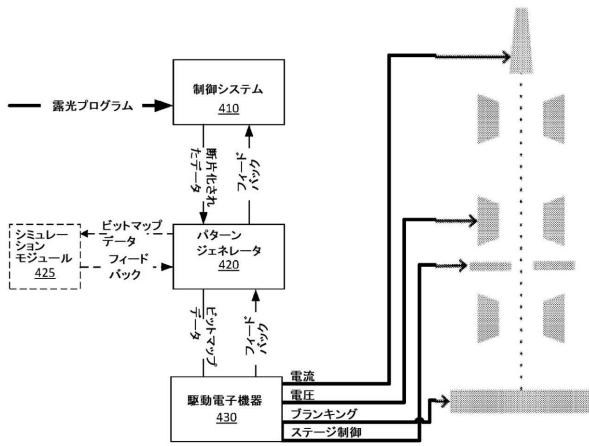 制御システム
410
露光プログラム
断片化され
たデータ
フィード
バック
ビットマップ
データ
シミュレー
ション
モジュール
425
フィード
バック
パターン
ジェネレータ
420
ビットマップ
データ
フィード
バック
駆動電子機器
430
電流
電圧
ブランキング
ステージ制御